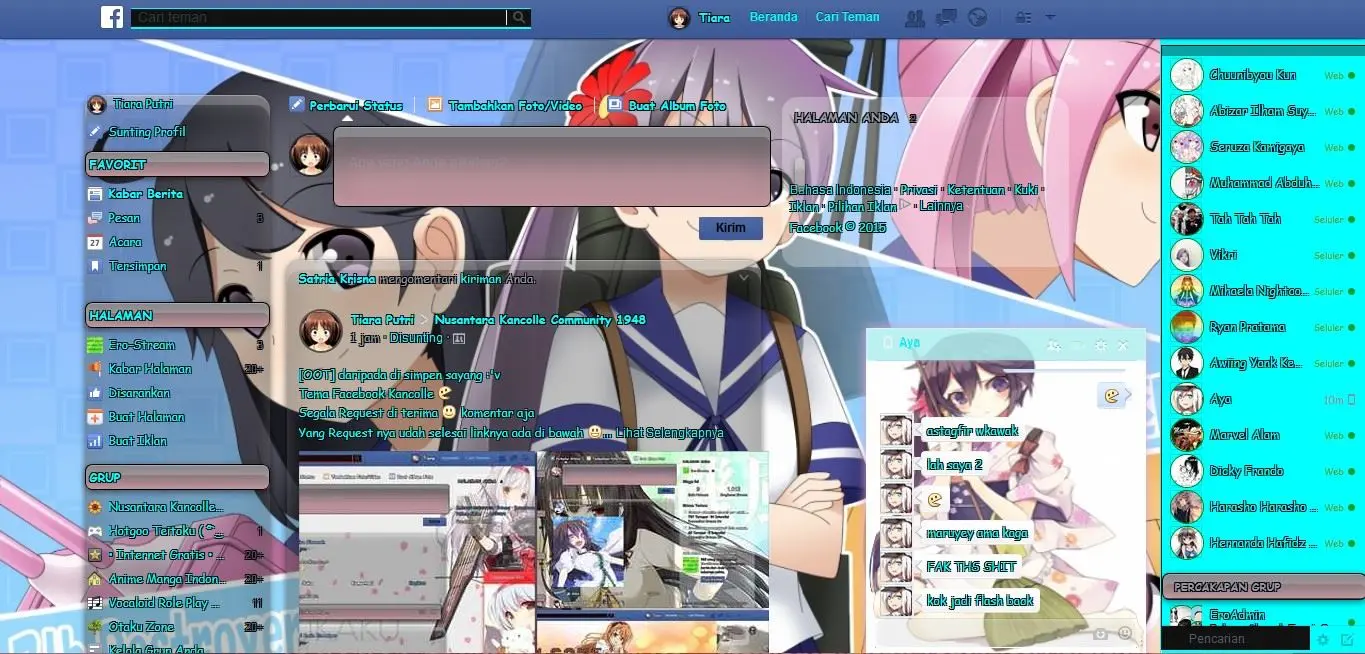 Cari teman
Tiara
Beranda
Cari Teman
Tiara Putri
Sunting Profil
FAVORIT
Kabar Berita
Pesan 3
Acara
Tersimpan 1
HALAMAN
Ero-Stream 3
Kabar Halaman 20+
Disarankan
Buat Halaman
Buat Iklan
GRUP
Nusantara Kancolle...
Hotgoo Teitoku (^_... 1
• Internet Gratis • ... 20+
Anime Manga Indon... 20+
Vocaloid Role Play ... 11
Otaku Zone 20+
Kelola Grup Anda
Perbarui Status
Tambahkan Foto/Video
Buat Album Foto
Kirim
Satria Krisna mengomentari kiriman Anda.
Tiara Putri > Nusantara Kancolle Community 1948
1 jam · Disunting ·
[OOT] daripada di simpen sayang :'v
Tema Facebook Kancolle
Segala Request di terima komentar aja
Yang Request nya udah selesai linknya ada di bawah ... Lihat Selengkapnya
HALAMAN ANDA 2
Bahasa Indonesia · Privasi · Ketentuan · Kuki ·
Iklan · Pilihan Iklan · Lainnya
Facebook © 2015
Aya
astagfir wkawak
lah saya 2
maruyey ama kaga
FAK THS SHIT
kok jadi flash back
Chuunibyou Kun Web
Abizar Ilham Suy... Web
Seruza Kamigaya Web
Muhammad Abduh... Web
Tah Tah Tah Seluler
Vikri Seluler
Mihaela Nightoo... Seluler
Ryan Pratama Seluler
Awiing Yank Ke... Seluler
Aya 10m
Marvel Alam Web
Dicky Frando Web
Harasho Harasho ... Web
Hernanda Hafidz ... Web
PERCAKAPAN GRUP
EroAdmin
Pencarian